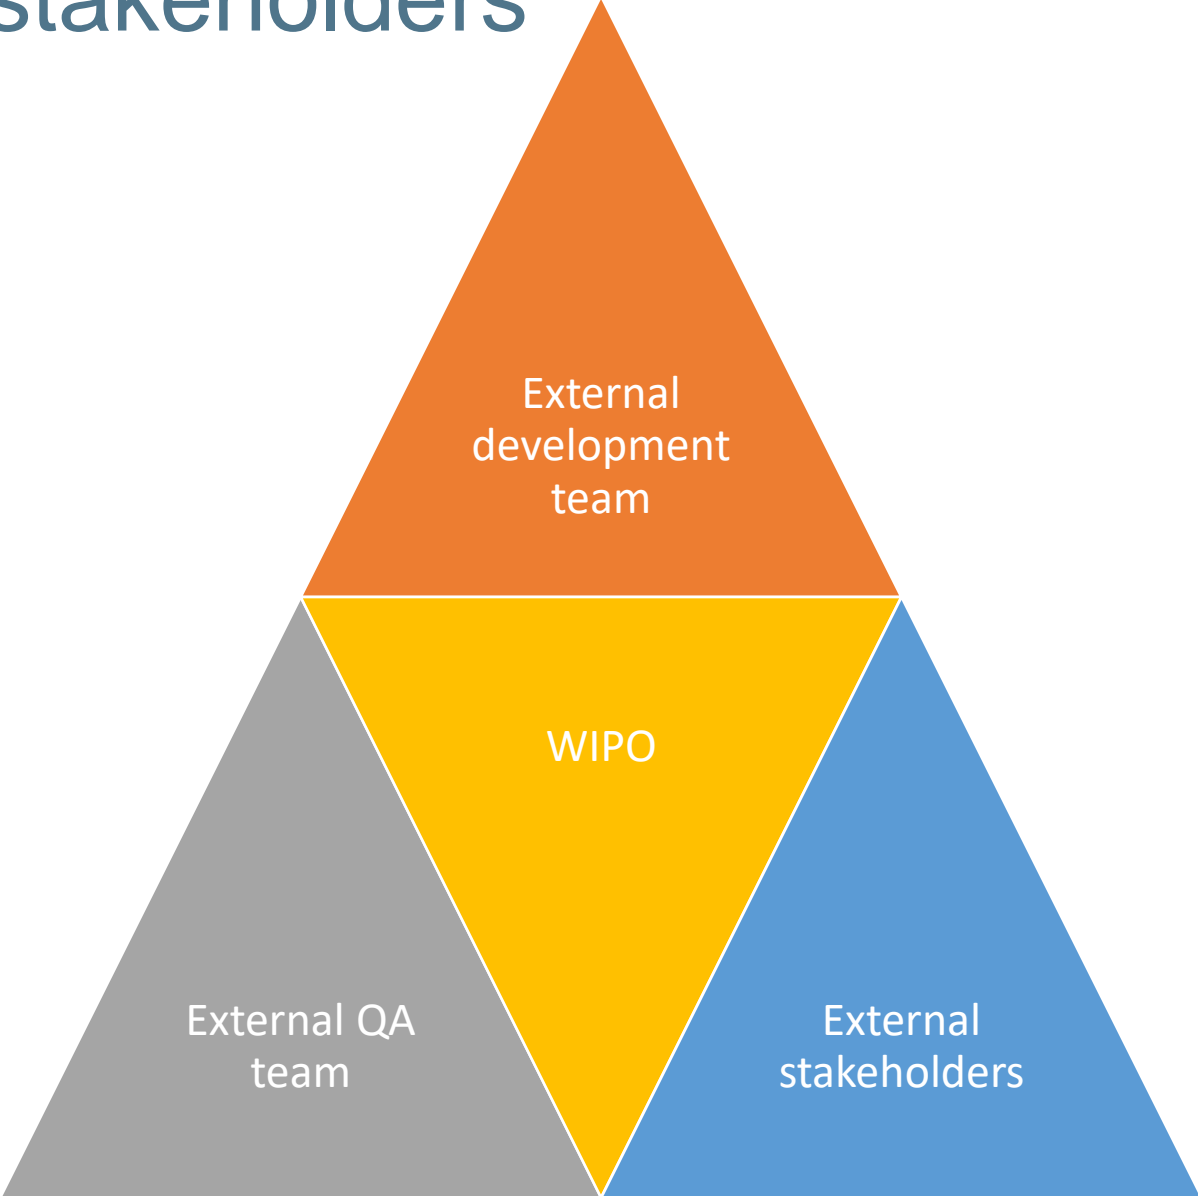 stakeholders
External
development
team
WIPO
External QA
team
External
stakeholders